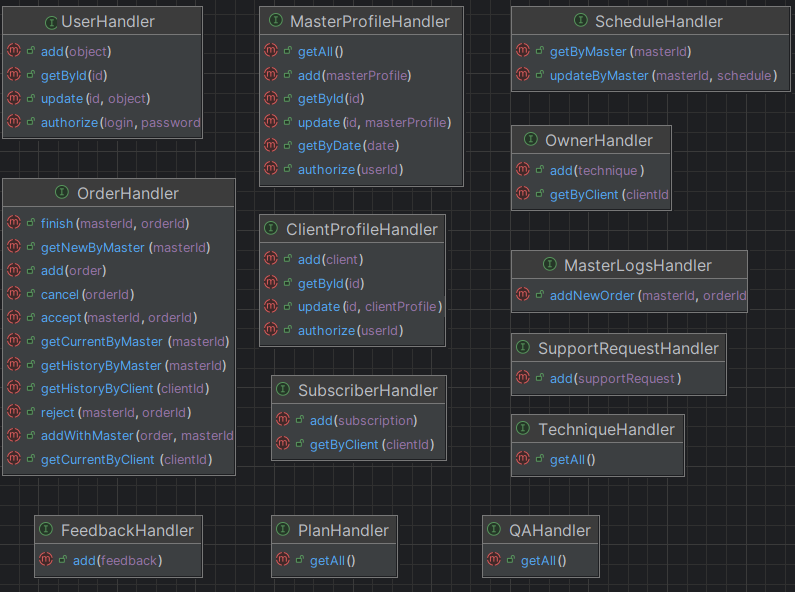 UserHandler
add(object)
getById(id)
update(id, object)
authorize(login, password
MasterProfileHandler
getAll()
add(masterProfile)
getById(id)
update(id, masterProfile)
getByDate(date)
authorize(userId)
ScheduleHandler
getByMaster(masterId)
updateByMaster(masterId, schedule)
OwnerHandler
add(technique)
getByClient(clientId
OrderHandler
finish(masterId, orderId)
getNewByMaster(masterId)
add(order)
cancel(orderId)
accept(masterId, orderId)
getCurrentByMaster(masterId)
getHistoryByMaster(masterId)
getHistoryByClient(clientId)
reject(masterId, orderId)
addWithMaster(order, masterId
getCurrentByClient(clientId)
ClientProfileHandler
add(client)
getById(id)
update(id, clientProfile)
authorize(userId)
MasterLogsHandler
addNewOrder(masterId, orderId
SupportRequestHandler
add(supportRequest)
SubscriberHandler
add(subscription)
getByClient(clientId)
TechniqueHandler
getAll()
FeedbackHandler
add(feedback)
PlanHandler
getAll()
QAHandler
getAll()